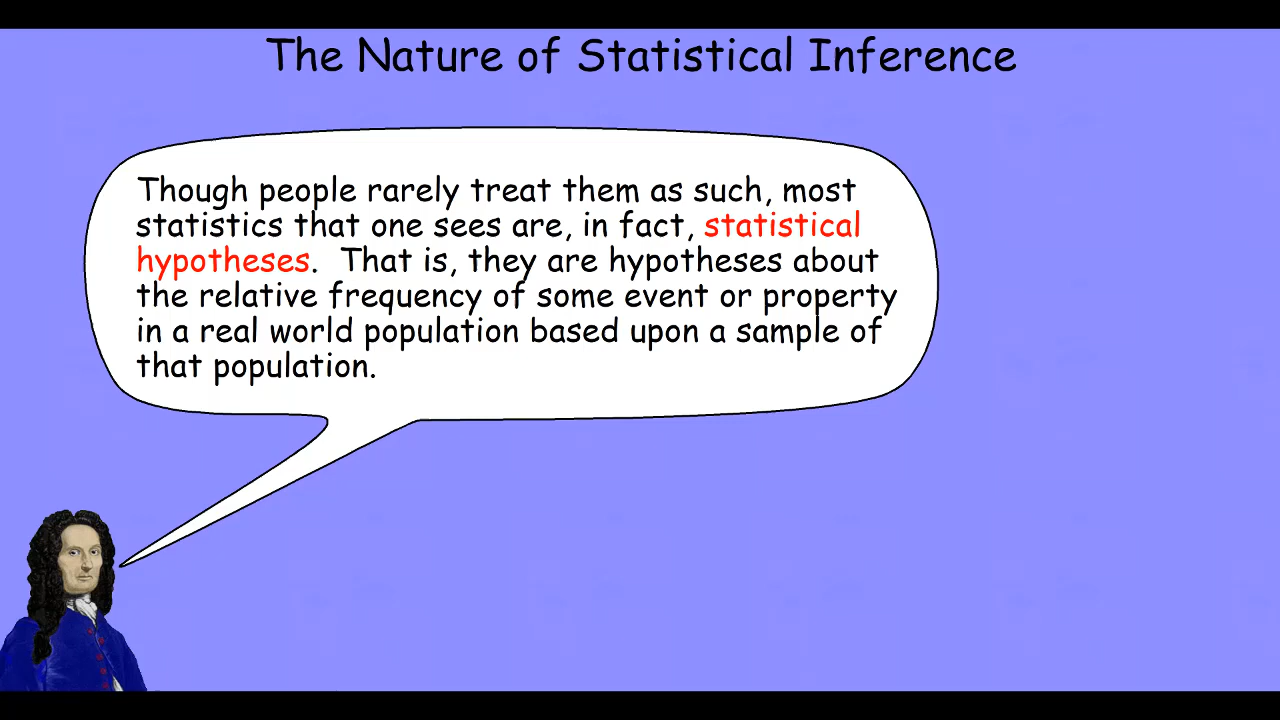 The Nature of Statistical Inference
Though people rarely treat them as such, most
statistics that one sees are, in fact, statistical
hypotheses.  That is, they are hypotheses about
the relative frequency of some event or property
in a real world population based upon a sample of
that population.